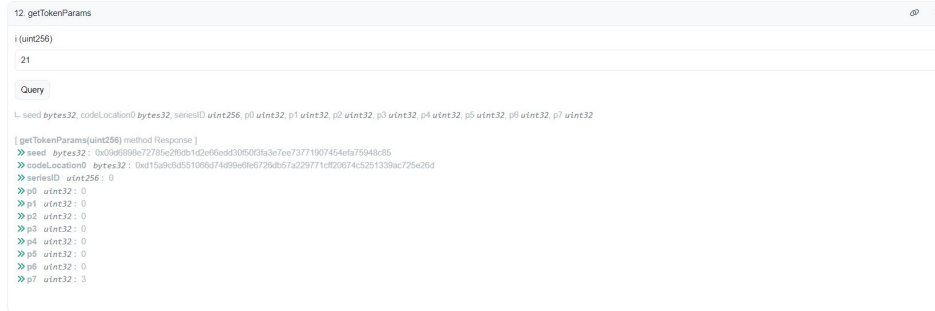 12. getTokenParams
i (uint256)
21
Query
└ seed bytes32, codeLocation0 bytes32, seriesID uint256, p0 uint32, p1 uint32, p2 uint32, p3 uint32, p4 uint32, p5 uint32, p6 uint32, p7 uint32
[ getTokenParams(uint256) method Response ]
» seed bytes32 : 0x09d6898e72785e2f6db1d2e66edd30f50f3fa3e7ee73771907454efa75948c85
» codeLocation0 bytes32 : 0xd15a9c6d551066d74d99e6fe6726db57a229771cff20674c5251339ac725e26d
» seriesID uint256 : 0
» p0 uint32 : 0
» p1 uint32 : 0
» p2 uint32 : 0
» p3 uint32 : 0
» p4 uint32 : 0
» p5 uint32 : 0
» p6 uint32 : 0
» p7 uint32 : 3